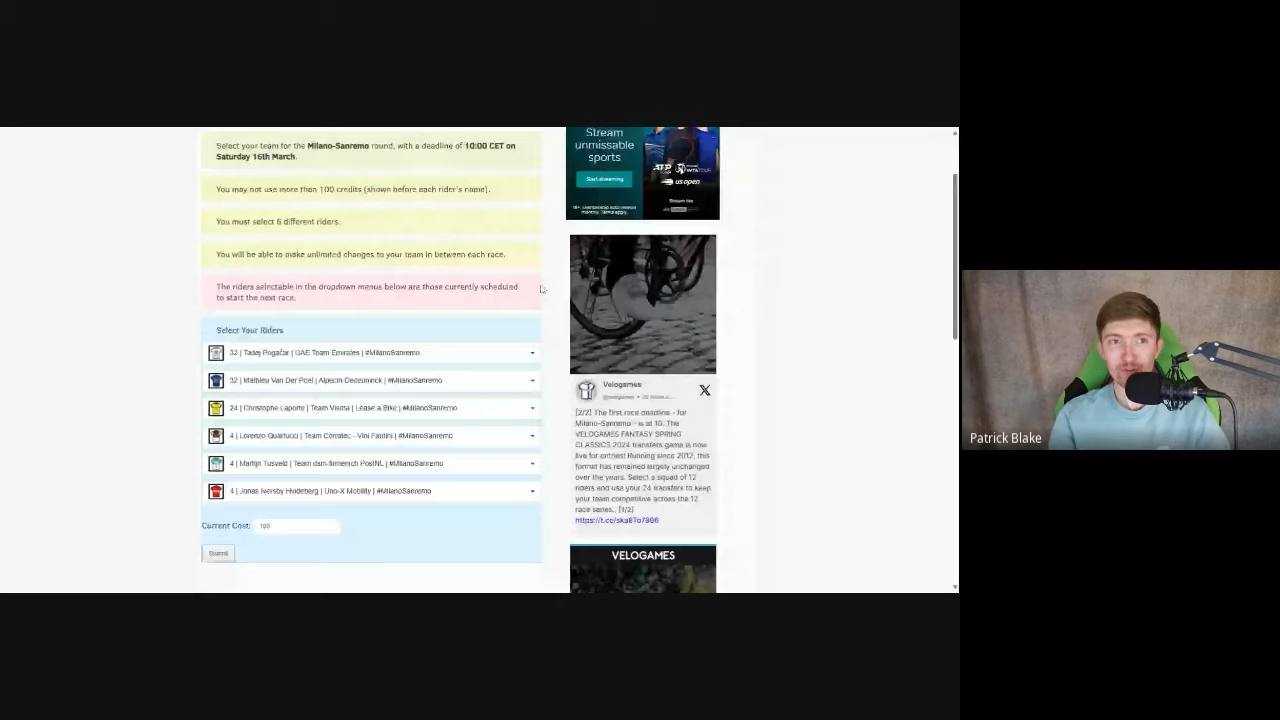 Select your team for the Milano-Sanremo round, with a deadline of 10:00 CET on
Saturday 16th March.
You may not use more than 100 credits (shown before each rider's name).
You must select 6 different riders.
You will be able to make unlimited changes to your team in between each race.
The riders selectable in the dropdown menus below are those currently scheduled
to start the next race.
Select Your Riders
32 | Tadej Pogačar | UAE Team Emirates | #MilanoSanremo
32 | Mathieu Van Der Poel | Alpecin-Deceuninck | #MilanoSanremo
24 | Christophe Laporte | Team Visma | Lease a Bike | #MilanoSanremo
4 | Lorenzo Quartucci | Team Corratec - Vini Fantini | #MilanoSanremo
4 | Martijn Tusveld | Team dsm-firmenich PostNL | #MilanoSanremo
4 | Jonas Iversby Hvideberg | Uno-X Mobility | #MilanoSanremo
Current Cost: 100
Submit
Stream
unmissable
sports
Start streaming
ATP
US open
Velogames
@velogames
[2/2] The first race deadline - for
Milano-Sanremo - is at 10. The
VELOGAMES FANTASY SPRING
CLASSICS 2024 transfers game is now
live for entries! Running since 2012, this
format has remained largely unchanged
over the years. Select a squad of 12
riders and use your 24 transfers to keep
your team competitive across the 12
race series.. [1/2]
VELOGAMES
Patrick Blake